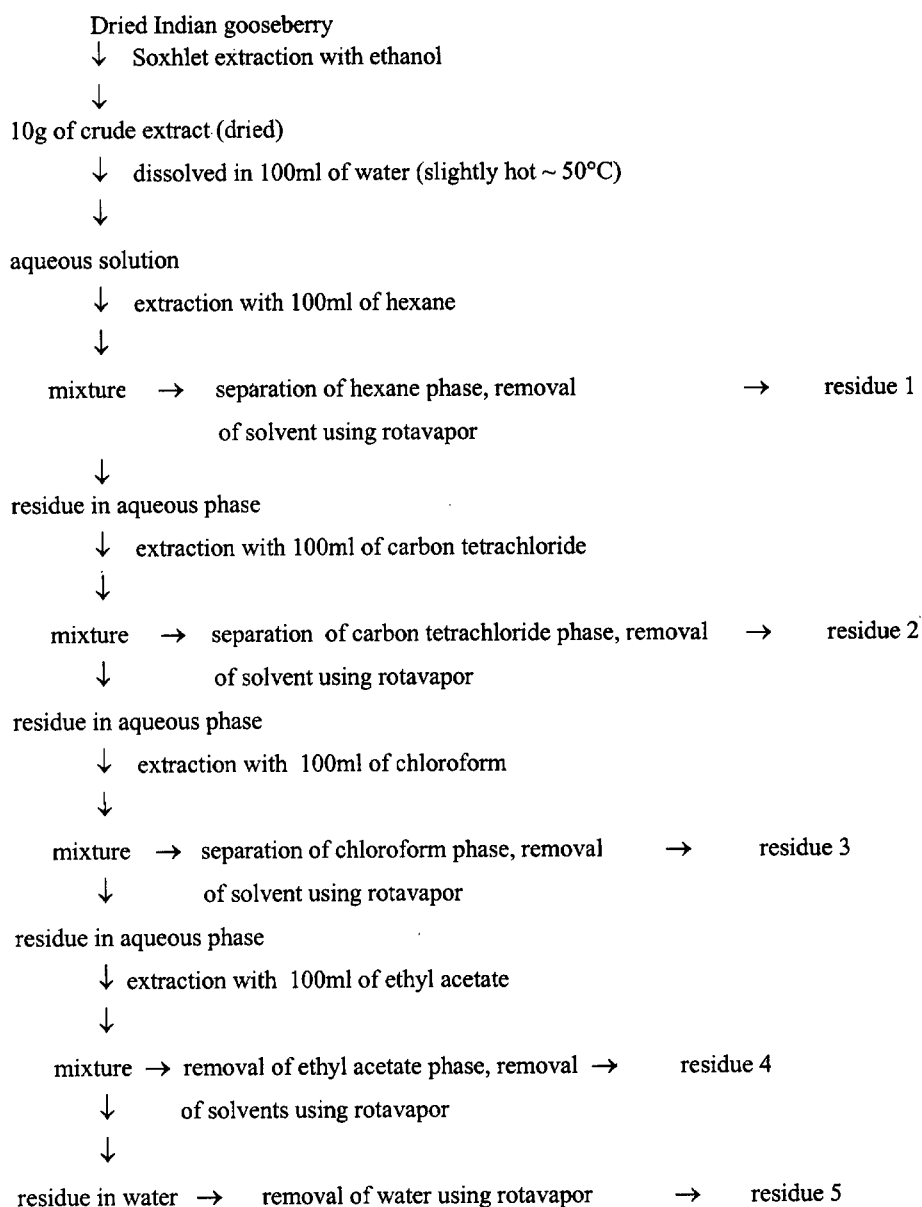 Dried Indian gooseberry
↓ Soxhlet extraction with ethanol
↓
10g of crude extract (dried)
↓ dissolved in 100ml of water (slightly hot ~ 50°C)
↓
aqueous solution
↓ extraction with 100ml of hexane
↓
mixture → separation of hexane phase, removal → residue 1
of solvent using rotavapor
↓
residue in aqueous phase
↓ extraction with 100ml of carbon tetrachloride
↓
mixture → separation of carbon tetrachloride phase, removal → residue 2
↓ of solvent using rotavapor
residue in aqueous phase
↓ extraction with 100ml of chloroform
↓
mixture → separation of chloroform phase, removal → residue 3
↓ of solvent using rotavapor
residue in aqueous phase
↓ extraction with 100ml of ethyl acetate
↓
mixture → removal of ethyl acetate phase, removal → residue 4
↓ of solvents using rotavapor
↓
residue in water → removal of water using rotavapor → residue 5